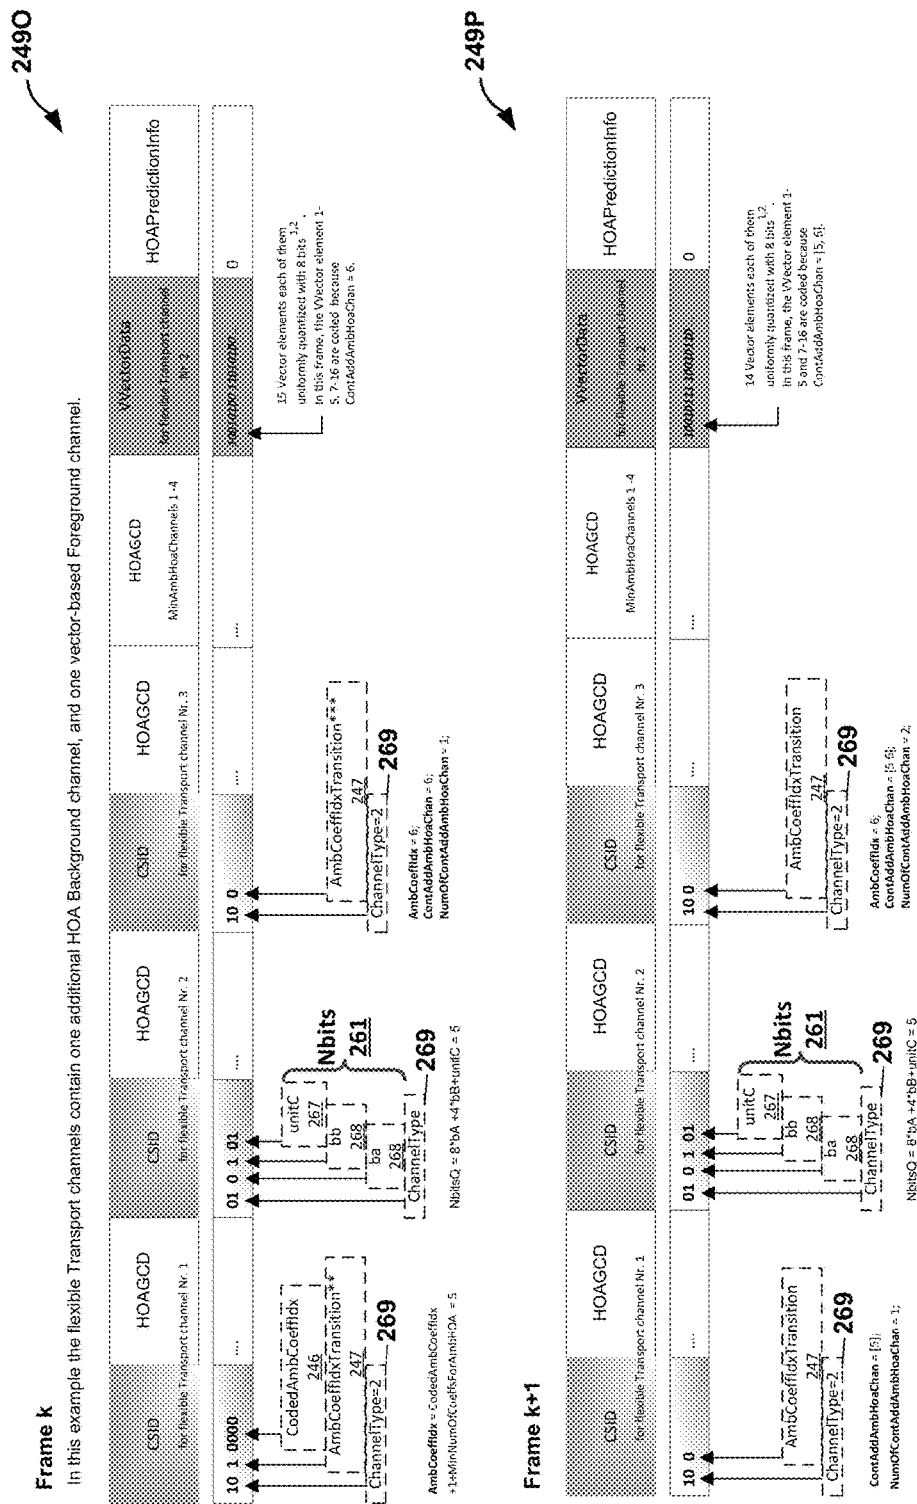 249O
Frame k
In this example the flexible Transport channels contain one additional HOA Background channel, and one vector-based Foreground channel.
CSID
for flexible Transport channel Nr. 1
HOAGCD
CSID
for flexible Transport channel Nr. 2
HOAGCD
CSID
for flexible Transport channel Nr. 3
HOAGCD
HOAGCD
MinAmbHoaChannels 1 -4
VVectorData
for flexible Transport channel
Nr. 2
HOAPredictionInfo
10 1 0000
....
01 0 1 01
....
10 0
....
....
0
CodedAmbCoeffIdx
246
AmbCoeffIdxTransition**
247
ChannelType=2
269
AmbCoeffIdx = CodedAmbCoeffIdx
+1+MinNumOfCoeffsForAmbHOA = 5
unitC
267
bb
268
ba
268
ChannelType
269
Nbits
261
NbitsQ = 8*bA +4*bB+unitC = 5
AmbCoeffIdxTransition***
247
ChannelType=2
269
AmbCoeffIdx = 6;
ContAddAmbHoaChan = 6;
NumOfContAddAmbHoaChan = 1;
15 Vector elements each of them
uniformly quantized with 8 bits 1,2.
In this frame, the VVector element 1-
5, 7-16 are coded because
ContAddAmbHoaChan = 6.
249P
Frame k+1
CSID
for flexible Transport channel Nr. 1
HOAGCD
CSID
for flexible Transport channel Nr. 2
HOAGCD
CSID
for flexible Transport channel Nr. 3
HOAGCD
HOAGCD
MinAmbHoaChannels 1 -4
VVectorData
for flexible Transport channel
Nr. 2
HOAPredictionInfo
10 0
....
01 0 1 01
....
10 0
....
....
0
AmbCoeffIdxTransition
247
ChannelType=2
269
ContAddAmbHoaChan = [5];
NumOfContAddAmbHoaChan = 1;
unitC
267
bb
268
ba
268
ChannelType
269
Nbits
261
NbitsQ = 8*bA +4*bB+unitC = 5
AmbCoeffIdxTransition
247
ChannelType=2
269
AmbCoeffIdx = 6;
ContAddAmbHoaChan = [5 6];
NumOfContAddAmbHoaChan = 2;
14 Vector elements each of them
uniformly quantized with 8 bits 1,2.
In this frame, the VVector element 1-
5 and 7-16 are coded because
ContAddAmbHoaChan = [5, 6].